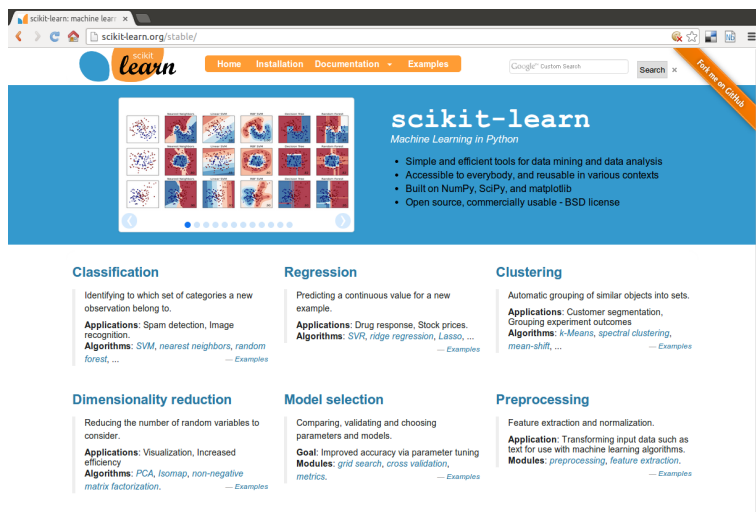 scikit-learn: machine learn
scikit-learn.org/stable/
scikit
learn
Home Installation Documentation Examples
Google™ Custom Search
Search ×
Fork me on GitHub
scikit-learn
Machine Learning in Python
• Simple and efficient tools for data mining and data analysis
• Accessible to everybody, and reusable in various contexts
• Built on NumPy, SciPy, and matplotlib
• Open source, commercially usable - BSD license
Classification
Identifying to which set of categories a new
observation belong to.
Applications: Spam detection, Image
recognition.
Algorithms: SVM, nearest neighbors, random
forest, ... — Examples
Regression
Predicting a continuous value for a new
example.
Applications: Drug response, Stock prices.
Algorithms: SVR, ridge regression, Lasso, ...
— Examples
Clustering
Automatic grouping of similar objects into sets.
Applications: Customer segmentation,
Grouping experiment outcomes
Algorithms: k-Means, spectral clustering,
mean-shift, ... — Examples
Dimensionality reduction
Reducing the number of random variables to
consider.
Applications: Visualization, Increased
efficiency
Algorithms: PCA, Isomap, non-negative
matrix factorization. — Examples
Model selection
Comparing, validating and choosing
parameters and models.
Goal: Improved accuracy via parameter tuning
Modules: grid search, cross validation,
metrics. — Examples
Preprocessing
Feature extraction and normalization.
Application: Transforming input data such as
text for use with machine learning algorithms.
Modules: preprocessing, feature extraction.
— Examples